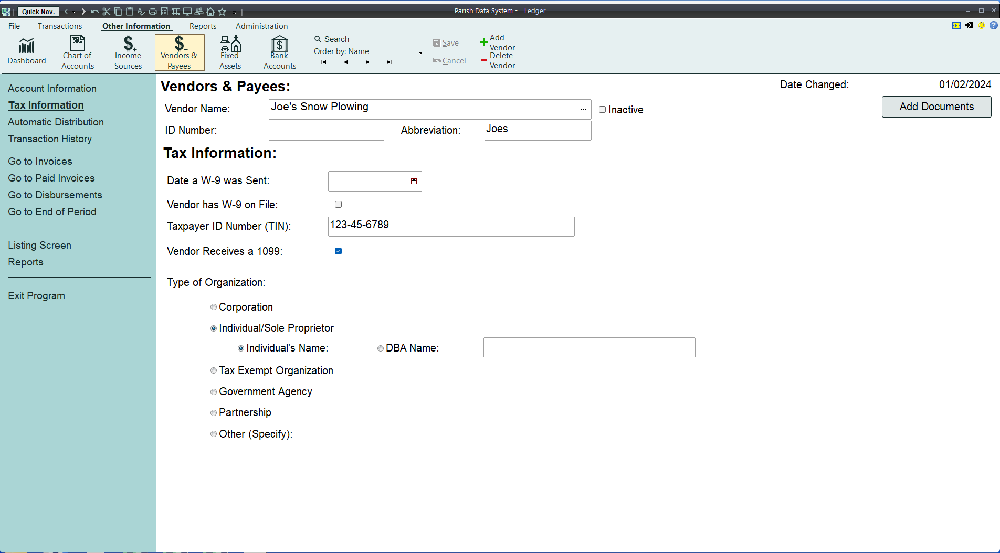 Quick Nav.
Parish Data System - Ledger
File Transactions Other Information Reports Administration
Dashboard
Chart of
Accounts
Income
Sources
Vendors &
Payees
Fixed
Assets
Bank
Accounts
Search
Order by: Name
Save
Cancel
Add
Vendor
Delete
Vendor
Account Information
Tax Information
Automatic Distribution
Transaction History
Go to Invoices
Go to Paid Invoices
Go to Disbursements
Go to End of Period
Listing Screen
Reports
Exit Program
Vendors & Payees:
Date Changed: 01/02/2024
Vendor Name: Joe's Snow Plowing ... Inactive
Add Documents
ID Number: Abbreviation: Joes
Tax Information:
Date a W-9 was Sent:
Vendor has W-9 on File:
Taxpayer ID Number (TIN): 123-45-6789
Vendor Receives a 1099:
Type of Organization:
Corporation
Individual/Sole Proprietor
Individual's Name: DBA Name:
Tax Exempt Organization
Government Agency
Partnership
Other (Specify):